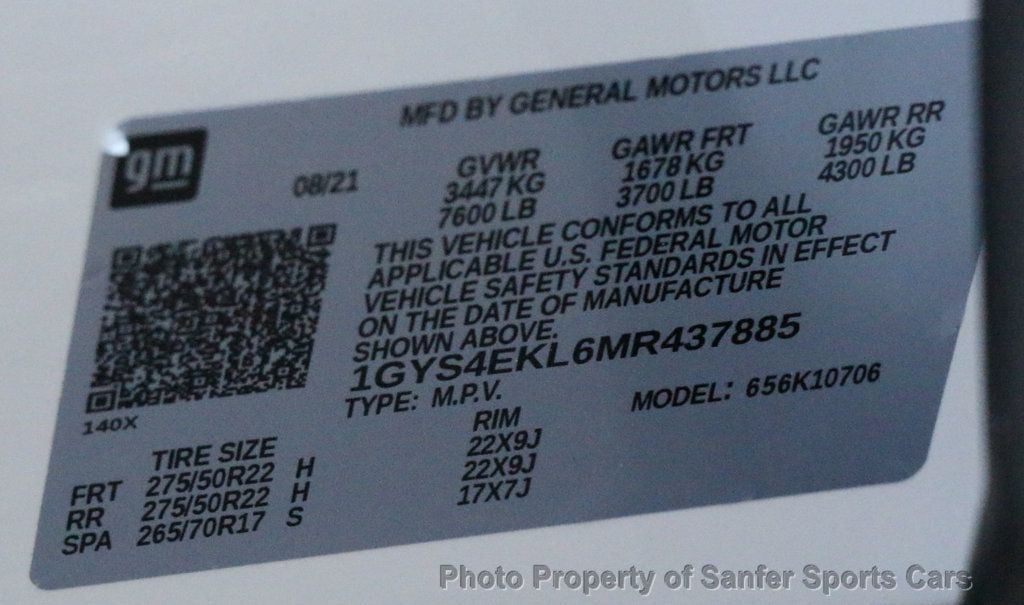 MFD BY GENERAL MOTORS LLC
gm
08/21
GVWR
3447 KG
7600 LB
GAWR FRT
1678 KG
3700 LB
GAWR RR
1950 KG
4300 LB
THIS VEHICLE CONFORMS TO ALL
APPLICABLE U.S. FEDERAL MOTOR
VEHICLE SAFETY STANDARDS IN EFFECT
ON THE DATE OF MANUFACTURE
SHOWN ABOVE.
1GYS4EKL6MR437885
TYPE: M.P.V.
MODEL: 656K10706
140X
TIRE SIZE RIM
FRT 275/50R22 H 22X9J
RR 275/50R22 H 22X9J
SPA 265/70R17 S 17X7J
Photo Property of Sanfer Sports Cars